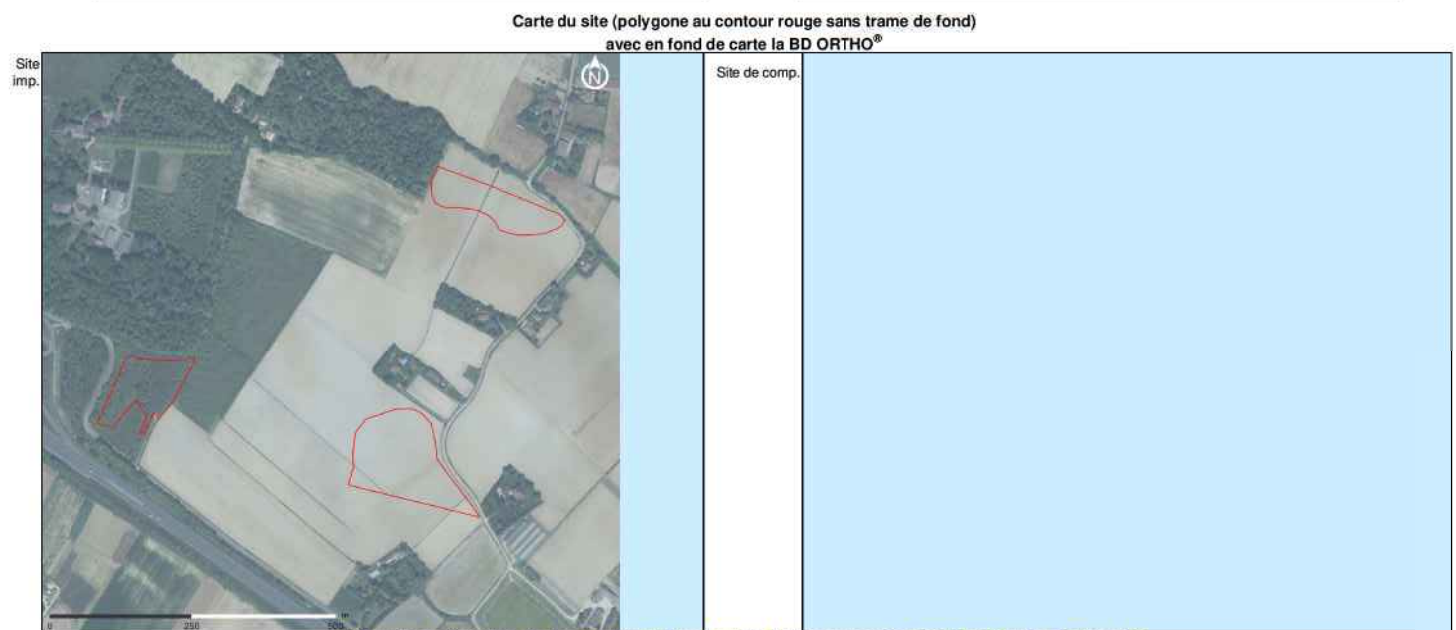 Carte du site (polygone au contour rouge sans trame de fond)
avec en fond de carte la BD ORTHO®
Site
imp.
N
Site de comp.
0 250 500 m